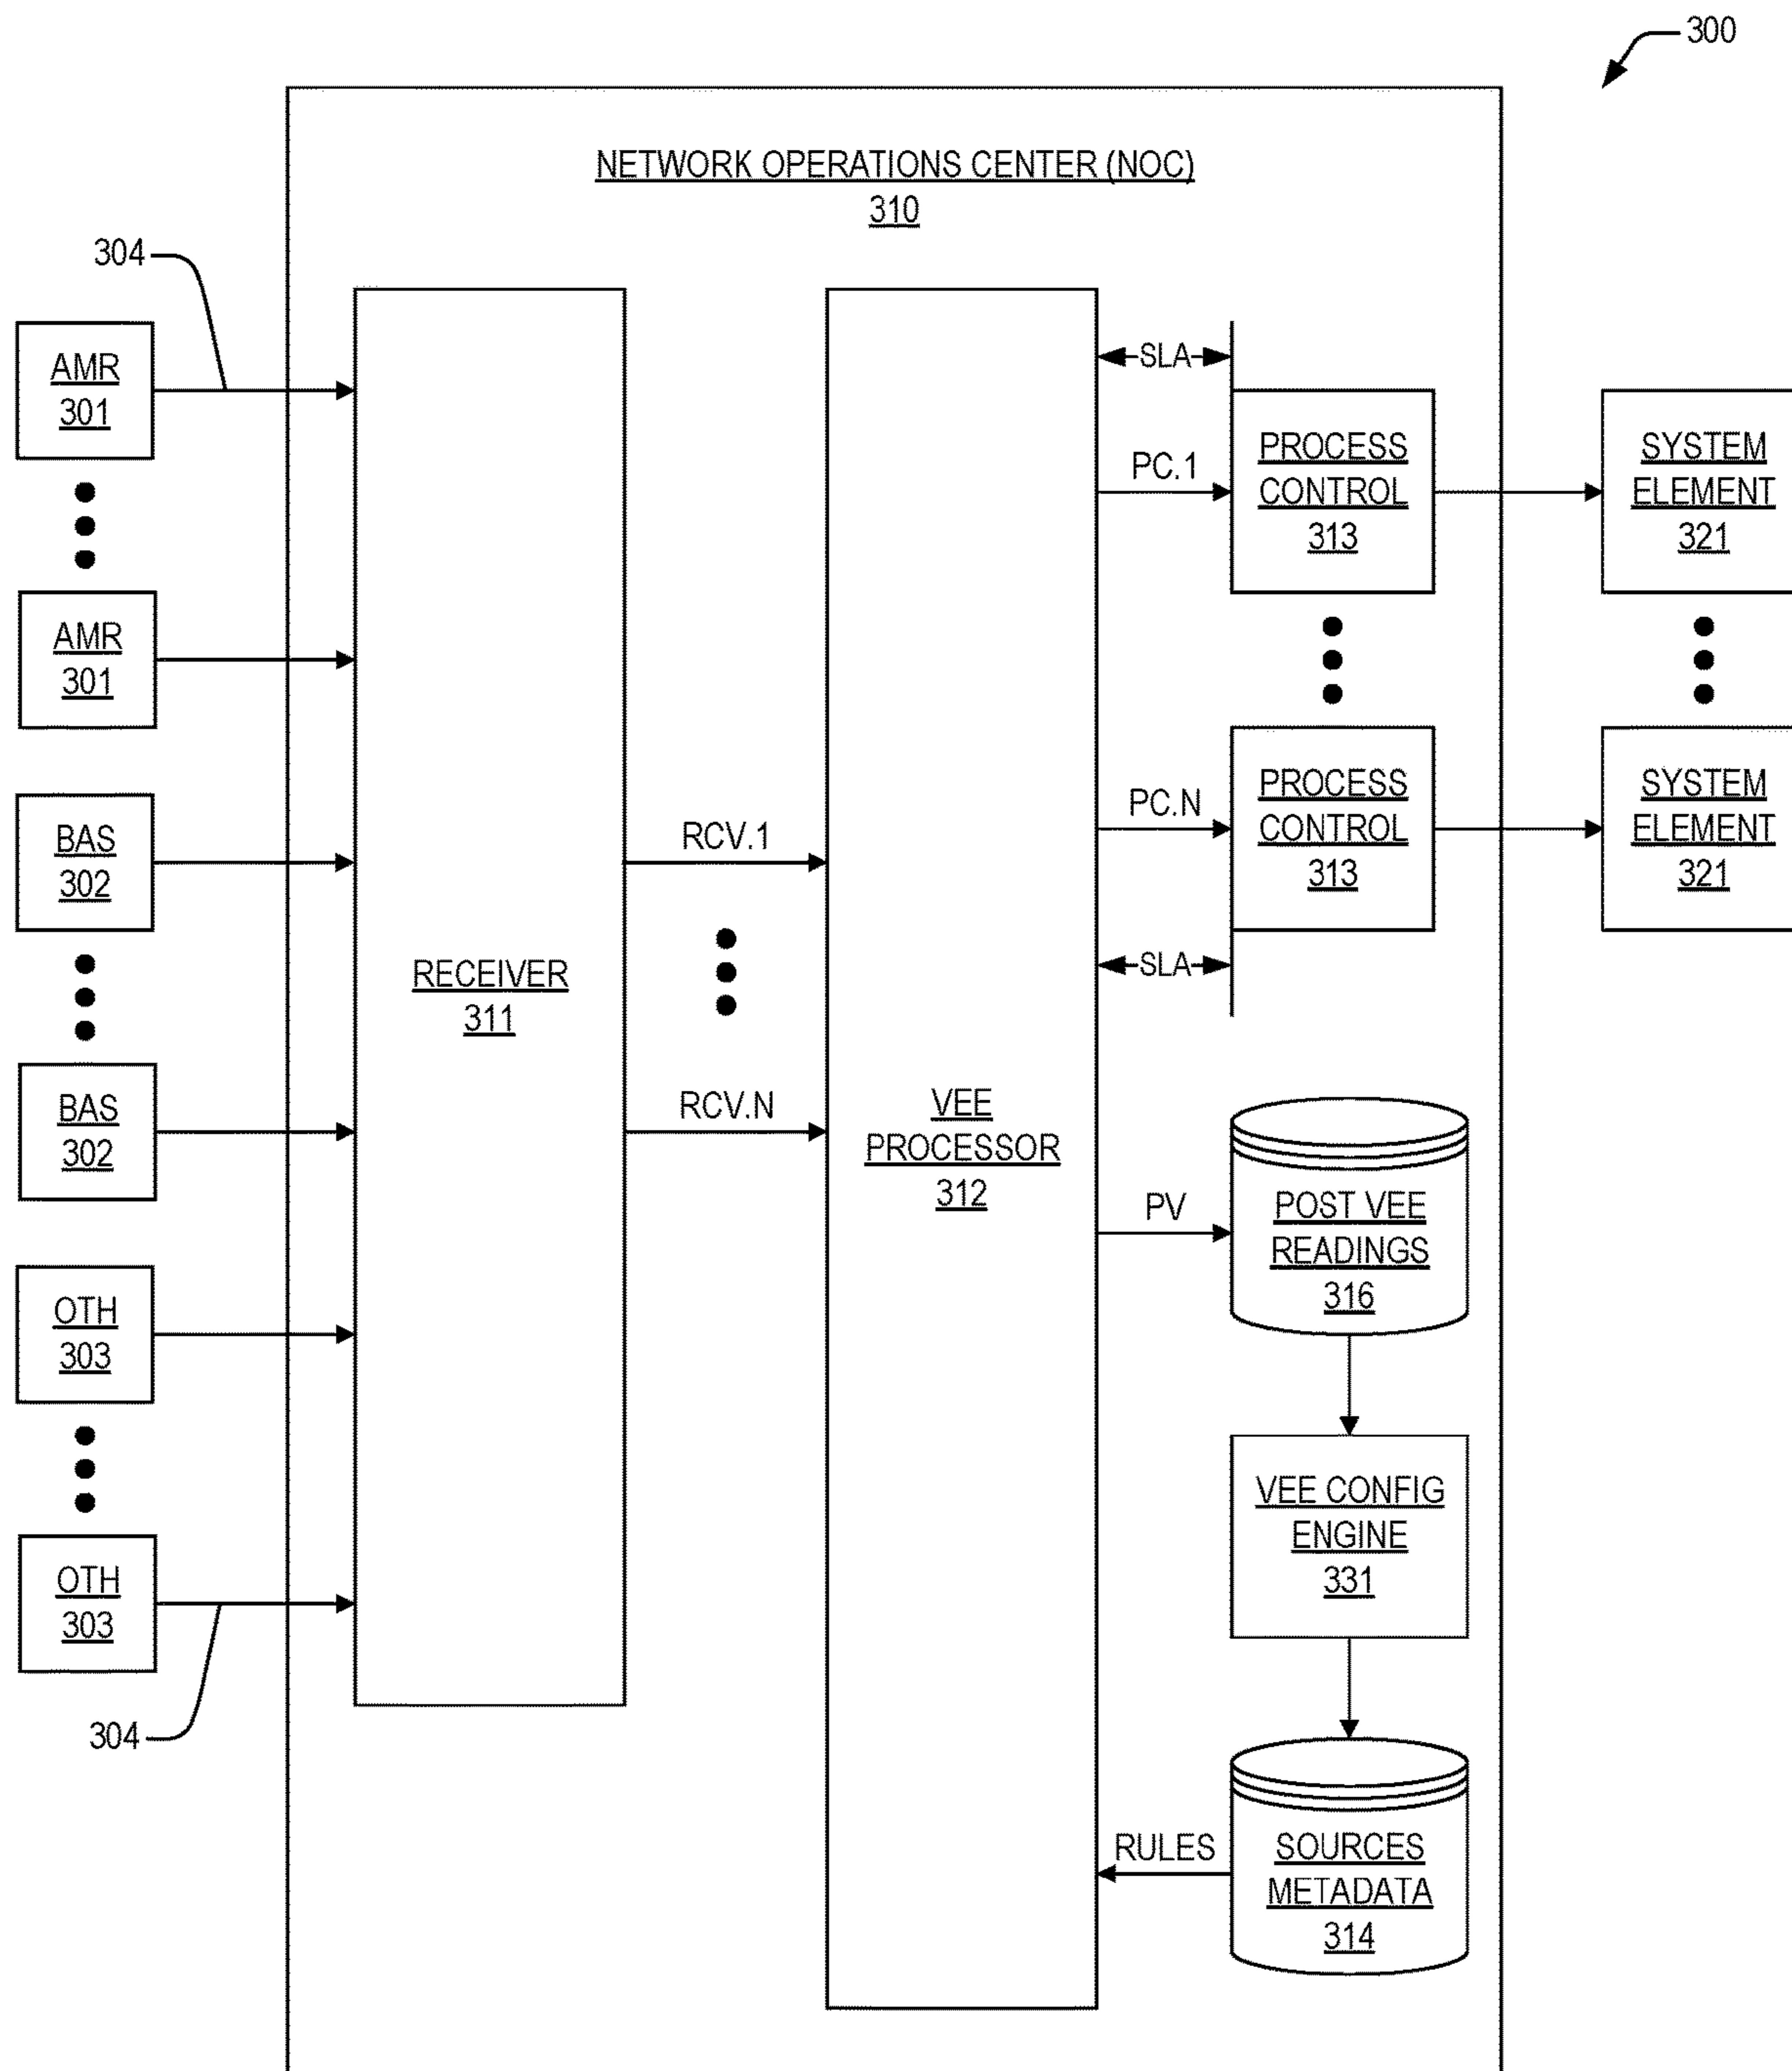 300
NETWORK OPERATIONS CENTER (NOC)
310
304
AMR
301
AMR
301
BAS
302
BAS
302
OTH
303
OTH
303
304
RECEIVER
311
RCV.1
RCV.N
VEE
PROCESSOR
312
SLA
PC.1
PROCESS
CONTROL
313
SYSTEM
ELEMENT
321
PC.N
PROCESS
CONTROL
313
SYSTEM
ELEMENT
321
SLA
PV
POST VEE
READINGS
316
VEE CONFIG
ENGINE
331
RULES
SOURCES
METADATA
314